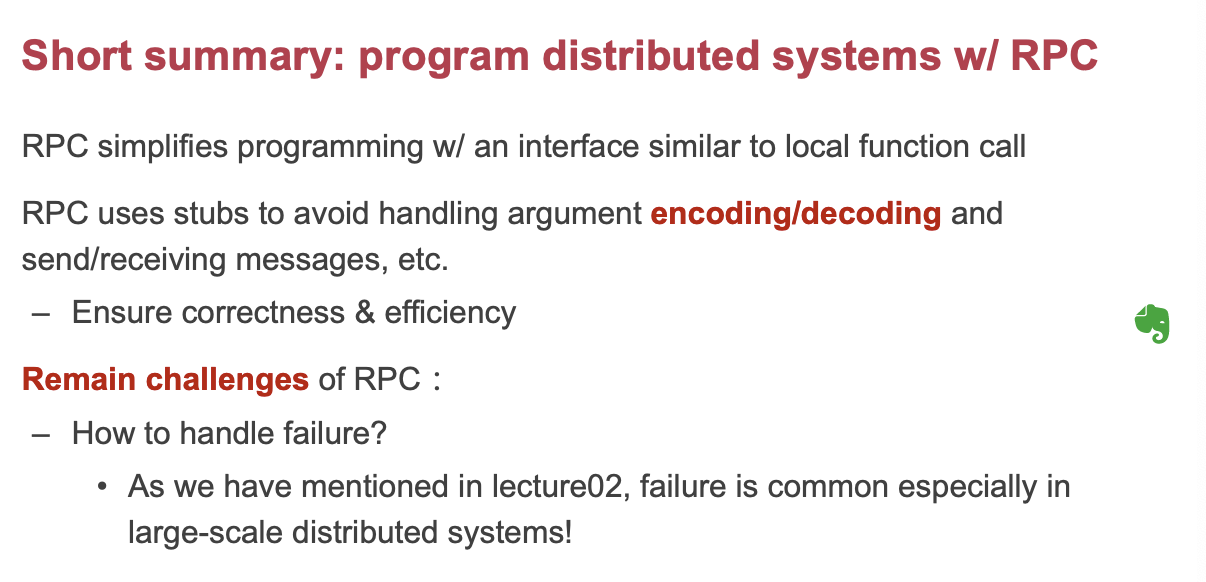 Short summary: program distributed systems w/ RPC
RPC simplifies programming w/ an interface similar to local function call
RPC uses stubs to avoid handling argument encoding/decoding and
send/receiving messages, etc.
– Ensure correctness & efficiency
Remain challenges of RPC：
– How to handle failure?
• As we have mentioned in lecture02, failure is common especially in
large-scale distributed systems!